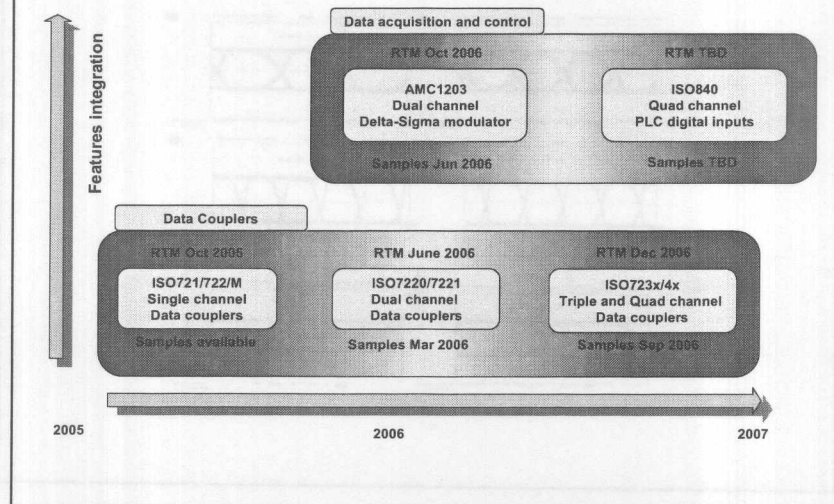 Data acquisition and control
RTM Oct 2006
RTM TBD
AMC1203
Dual channel
Delta-Sigma modulator
ISO840
Quad channel
PLC digital inputs
Samples Jun 2006
Samples TBD
Features integration
Data Couplers
RTM Oct 2005
RTM June 2006
RTM Dec 2006
ISO721/722/M
Single channel
Data couplers
ISO7220/7221
Dual channel
Data couplers
ISO723x/4x
Triple and Quad channel
Data couplers
Samples available
Samples Mar 2006
Samples Sep 2006
2005
2006
2007